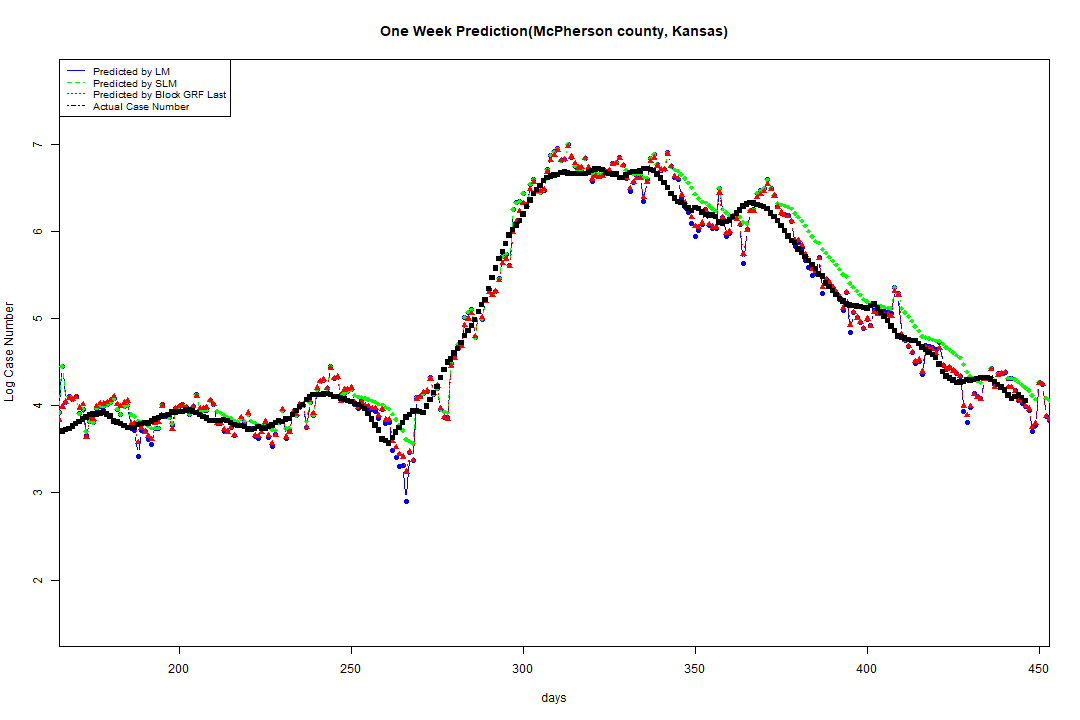 One Week Prediction(McPherson county, Kansas)
Predicted by LM
Predicted by SLM
Predicted by Block GRF Last
Actual Case Number
7
6
5
4
3
2
Log Case Number
200 250 300 350 400 450
days